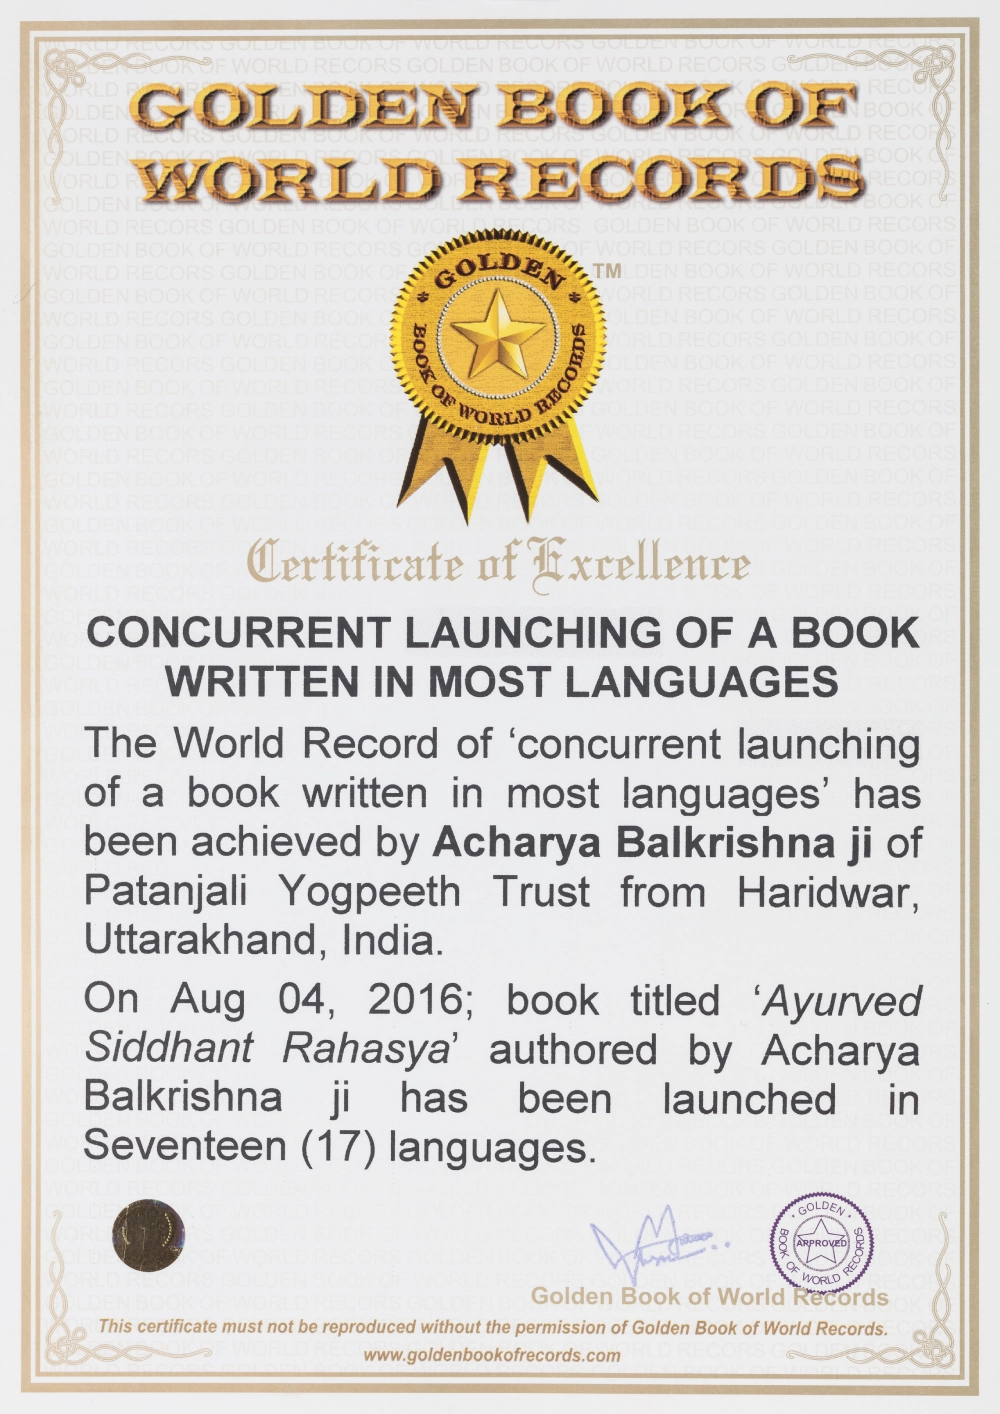 GOLDEN BOOK OF
WORLD RECORDS
GOLDEN
BOOK OF WORLD RECORDS
TM
Certificate of Excellence
CONCURRENT LAUNCHING OF A BOOK
WRITTEN IN MOST LANGUAGES
The World Record of ‘concurrent launching
of a book written in most languages’ has
been achieved by Acharya Balkrishna ji of
Patanjali Yogpeeth Trust from Haridwar,
Uttarakhand, India.
On Aug 04, 2016; book titled ‘Ayurved
Siddhant Rahasya’ authored by Acharya
Balkrishna ji has been launched in
Seventeen (17) languages.
GOLDEN
APPROVED
BOOK OF WORLD RECORDS
Golden Book of World Records
This certificate must not be reproduced without the permission of Golden Book of World Records.
www.goldenbookofrecords.com